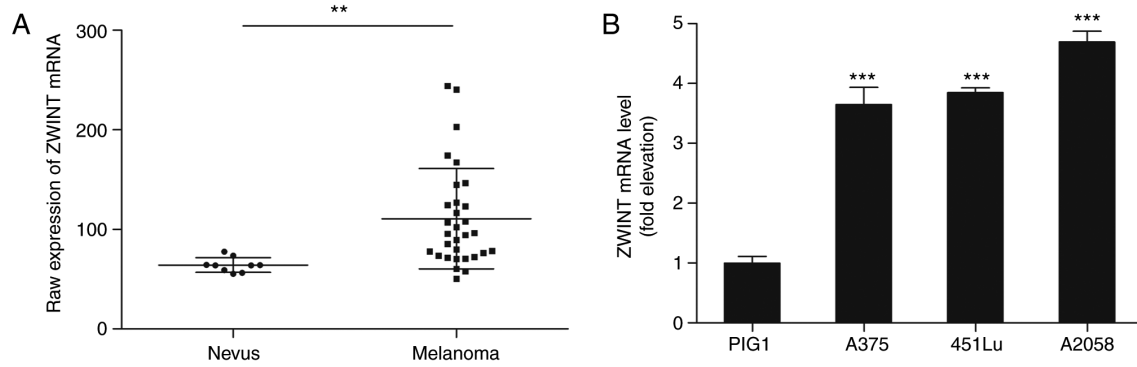 A
**
Raw expression of ZWINT mRNA
300
200
100
0
Nevus
Melanoma
B
ZWINT mRNA level
(fold elevation)
5
4
3
2
1
0
***
***
***
PIG1
A375
451Lu
A2058